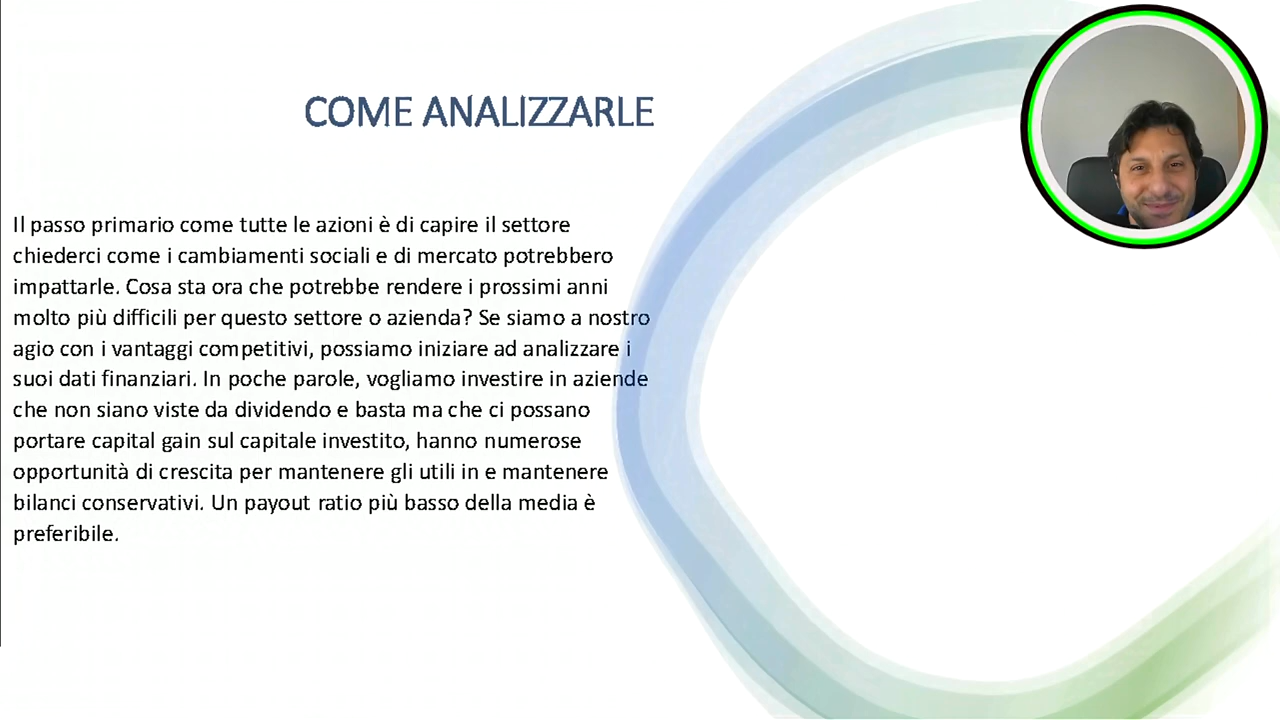 COME ANALIZZARLE
Il passo primario come tutte le azioni è di capire il settore
chiederci come i cambiamenti sociali e di mercato potrebbero
impattarle. Cosa sta ora che potrebbe rendere i prossimi anni
molto più difficili per questo settore o azienda? Se siamo a nostro
agio con i vantaggi competitivi, possiamo iniziare ad analizzare i
suoi dati finanziari. In poche parole, vogliamo investire in aziende
che non siano viste da dividendo e basta ma che ci possano
portare capital gain sul capitale investito, hanno numerose
opportunità di crescita per mantenere gli utili in e mantenere
bilanci conservativi. Un payout ratio più basso della media è
preferibile.